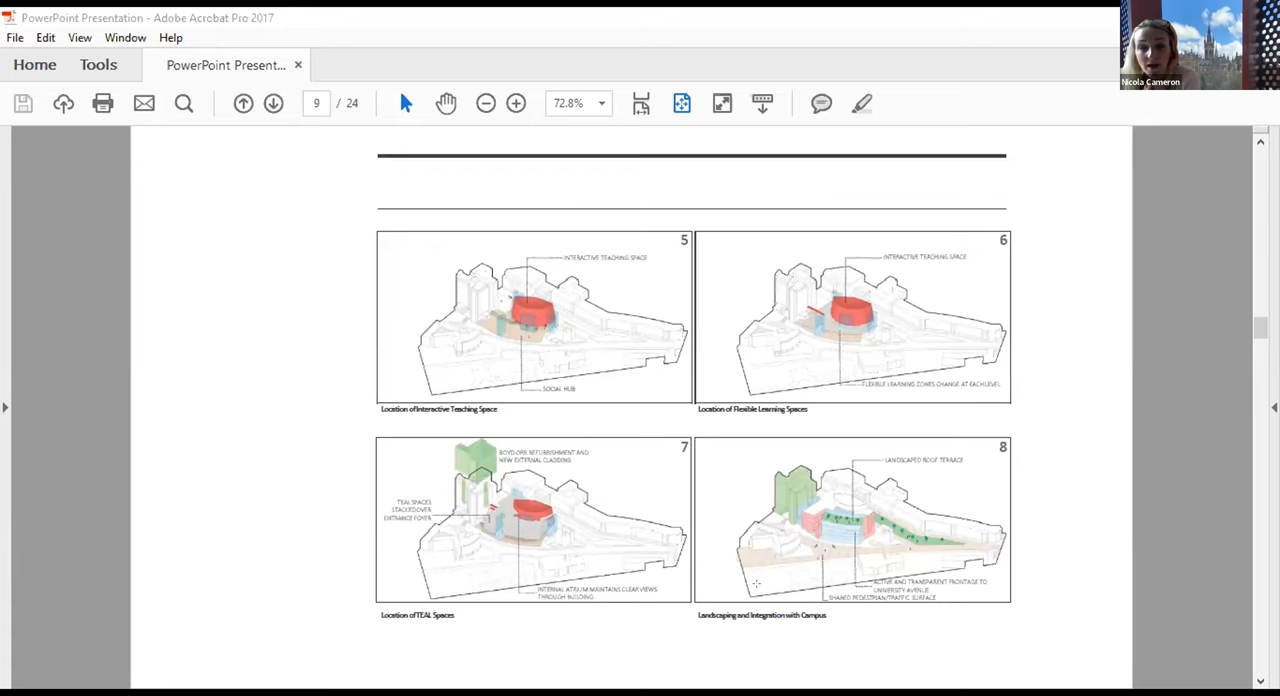 PowerPoint Presentation - Adobe Acrobat Pro 2017
File Edit View Window Help
Home Tools PowerPoint Present... ×
9 / 24 72.8%
Nicola Cameron
5
INTERACTIVE TEACHING SPACE
SOCIAL HUB
Location of Interactive Teaching Space
6
INTERACTIVE TEACHING SPACE
FLEXIBLE LEARNING ZONES CHANGE AT EACH LEVEL
Location of Flexible Learning Spaces
7
BOYD-ORR REFURBISHMENT AND
NEW EXTERNAL CLADDING
TEAL SPACES
STACKED OVER
ENTRANCE FOYER
INTERNAL ATRIUM MAINTAINS CLEAR VIEWS
THROUGH BUILDING
Location of TEAL Spaces
8
LANDSCAPED ROOF TERRACE
ACTIVE AND TRANSPARENT FRONTAGE TO
UNIVERSITY AVENUE
SHARED PEDESTRIAN/TRAFFIC SURFACE
Landscaping and Integration with Campus